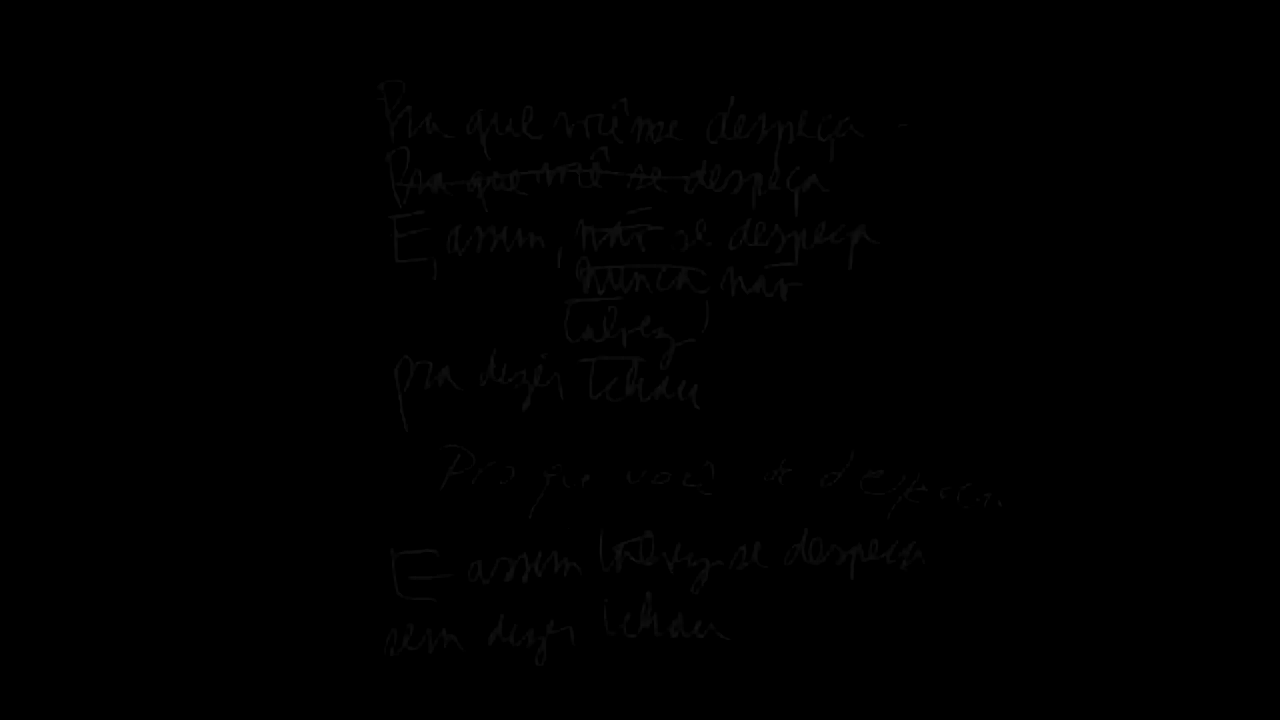 Pra que você me despeça -
Pra que você se despeça
E, assim, não se despeça
nunca não
talvez
pra dizer tchau
Pra que você se despeça.
E assim talvez se despeça
sem dizer tchau